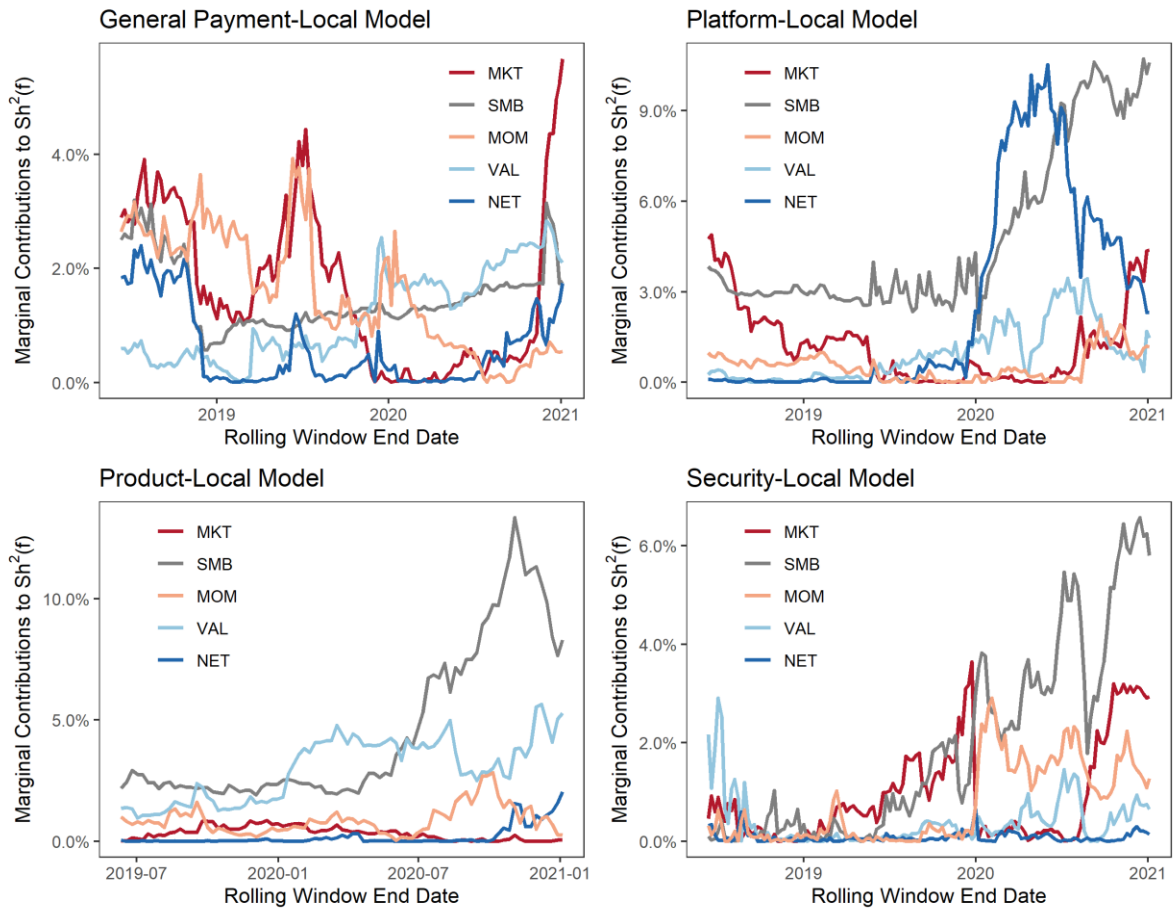 General Payment-Local Model
Marginal Contributions to Sh²(f)
4.0%
2.0%
0.0%
MKT
SMB
MOM
VAL
NET
2019
2020
2021
Rolling Window End Date
Platform-Local Model
Marginal Contributions to Sh²(f)
9.0%
6.0%
3.0%
0.0%
MKT
SMB
MOM
VAL
NET
2019
2020
2021
Rolling Window End Date
Product-Local Model
Marginal Contributions to Sh²(f)
10.0%
5.0%
0.0%
MKT
SMB
MOM
VAL
NET
2019-07
2020-01
2020-07
2021-01
Rolling Window End Date
Security-Local Model
Marginal Contributions to Sh²(f)
6.0%
4.0%
2.0%
0.0%
MKT
SMB
MOM
VAL
NET
2019
2020
2021
Rolling Window End Date